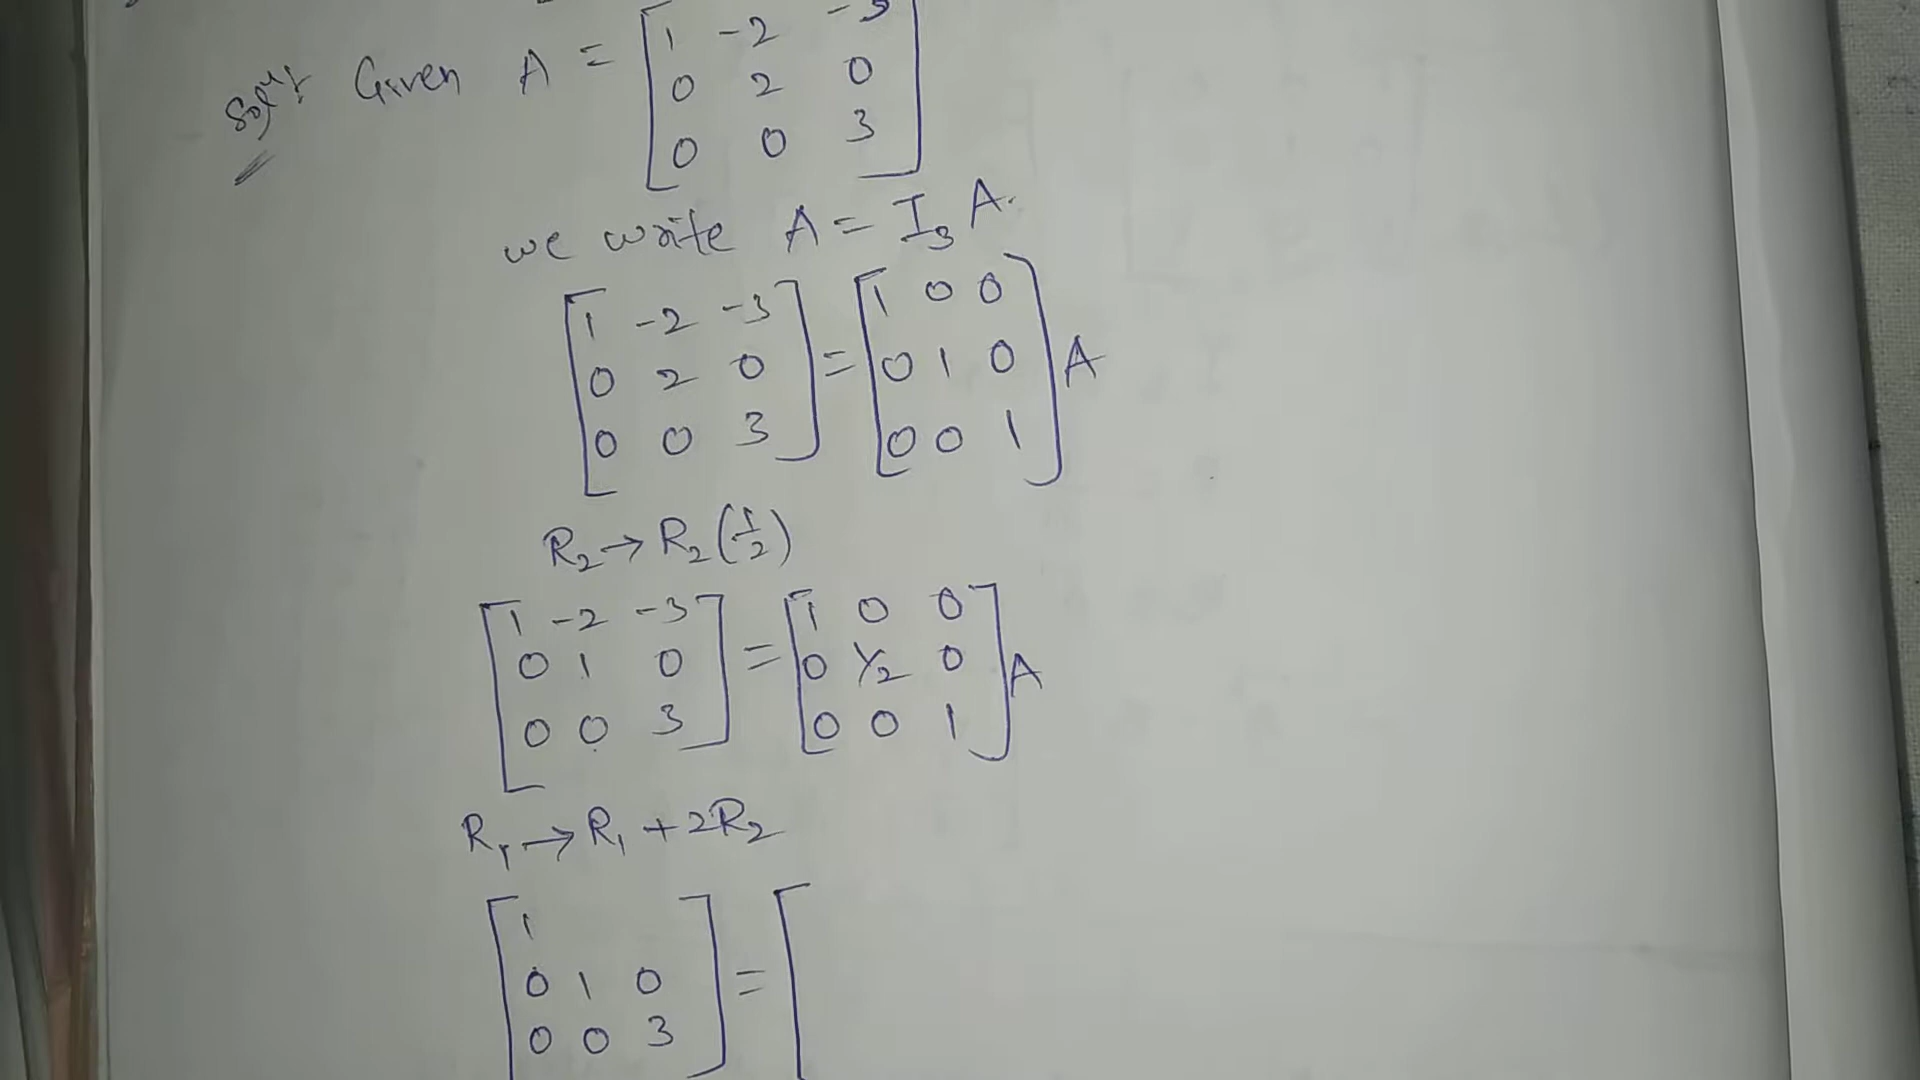 Sol: Given A = [1 -2 -3
0 2 0
0 0 3]
we write A = I₃ A.
[1 -2 -3] = [1 0 0]
[0 2 0] = [0 1 0] A
[0 0 3] [0 0 1]
R₂ → R₂ (1/2)
[1 -2 -3] = [1 0 0]
[0 1 0] = [0 1/2 0] A
[0 0 3] [0 0 1]
R₁ → R₁ + 2R₂
[1
0 1 0] = [
0 0 3]